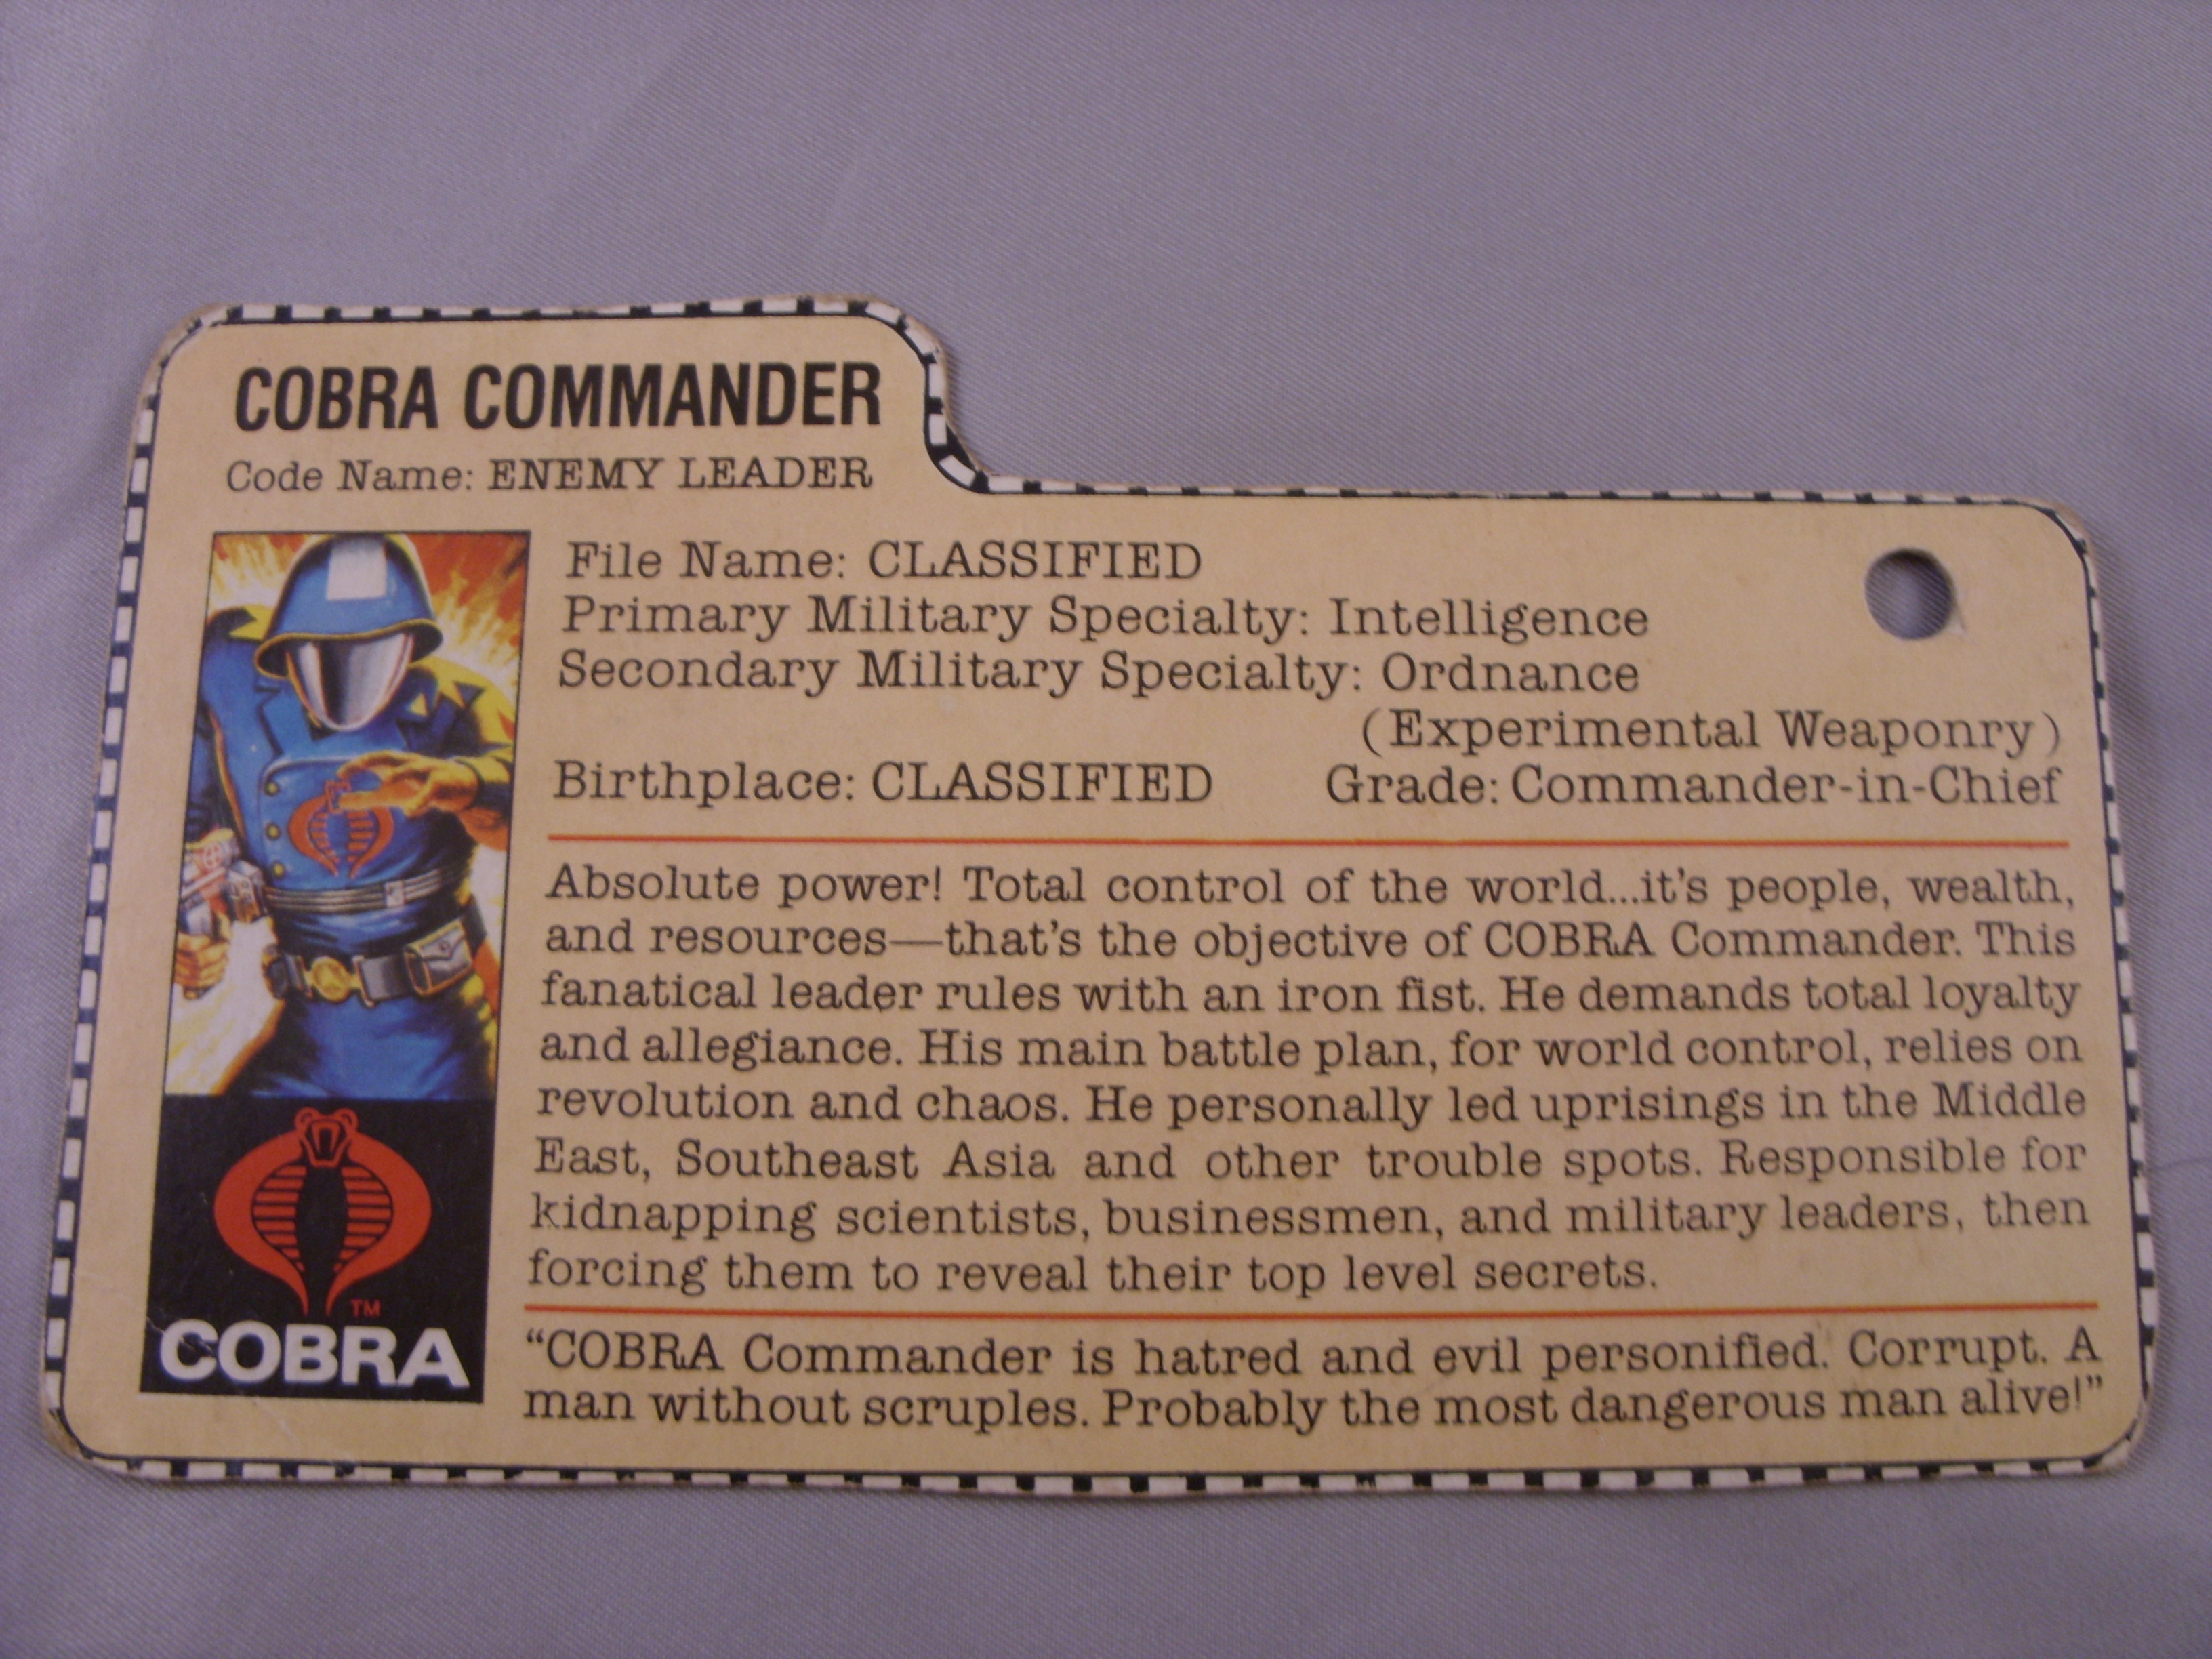 COBRA COMMANDER
Code Name: ENEMY LEADER
File Name: CLASSIFIED
Primary Military Specialty: Intelligence
Secondary Military Specialty: Ordnance
(Experimental Weaponry)
Birthplace: CLASSIFIED Grade: Commander-in-Chief
Absolute power! Total control of the world...it's people, wealth,
and resources—that's the objective of COBRA Commander. This
fanatical leader rules with an iron fist. He demands total loyalty
and allegiance. His main battle plan, for world control, relies on
revolution and chaos. He personally led uprisings in the Middle
East, Southeast Asia and other trouble spots. Responsible for
kidnapping scientists, businessmen, and military leaders, then
forcing them to reveal their top level secrets.
"COBRA Commander is hatred and evil personified. Corrupt. A
man without scruples. Probably the most dangerous man alive!"
TM
COBRA